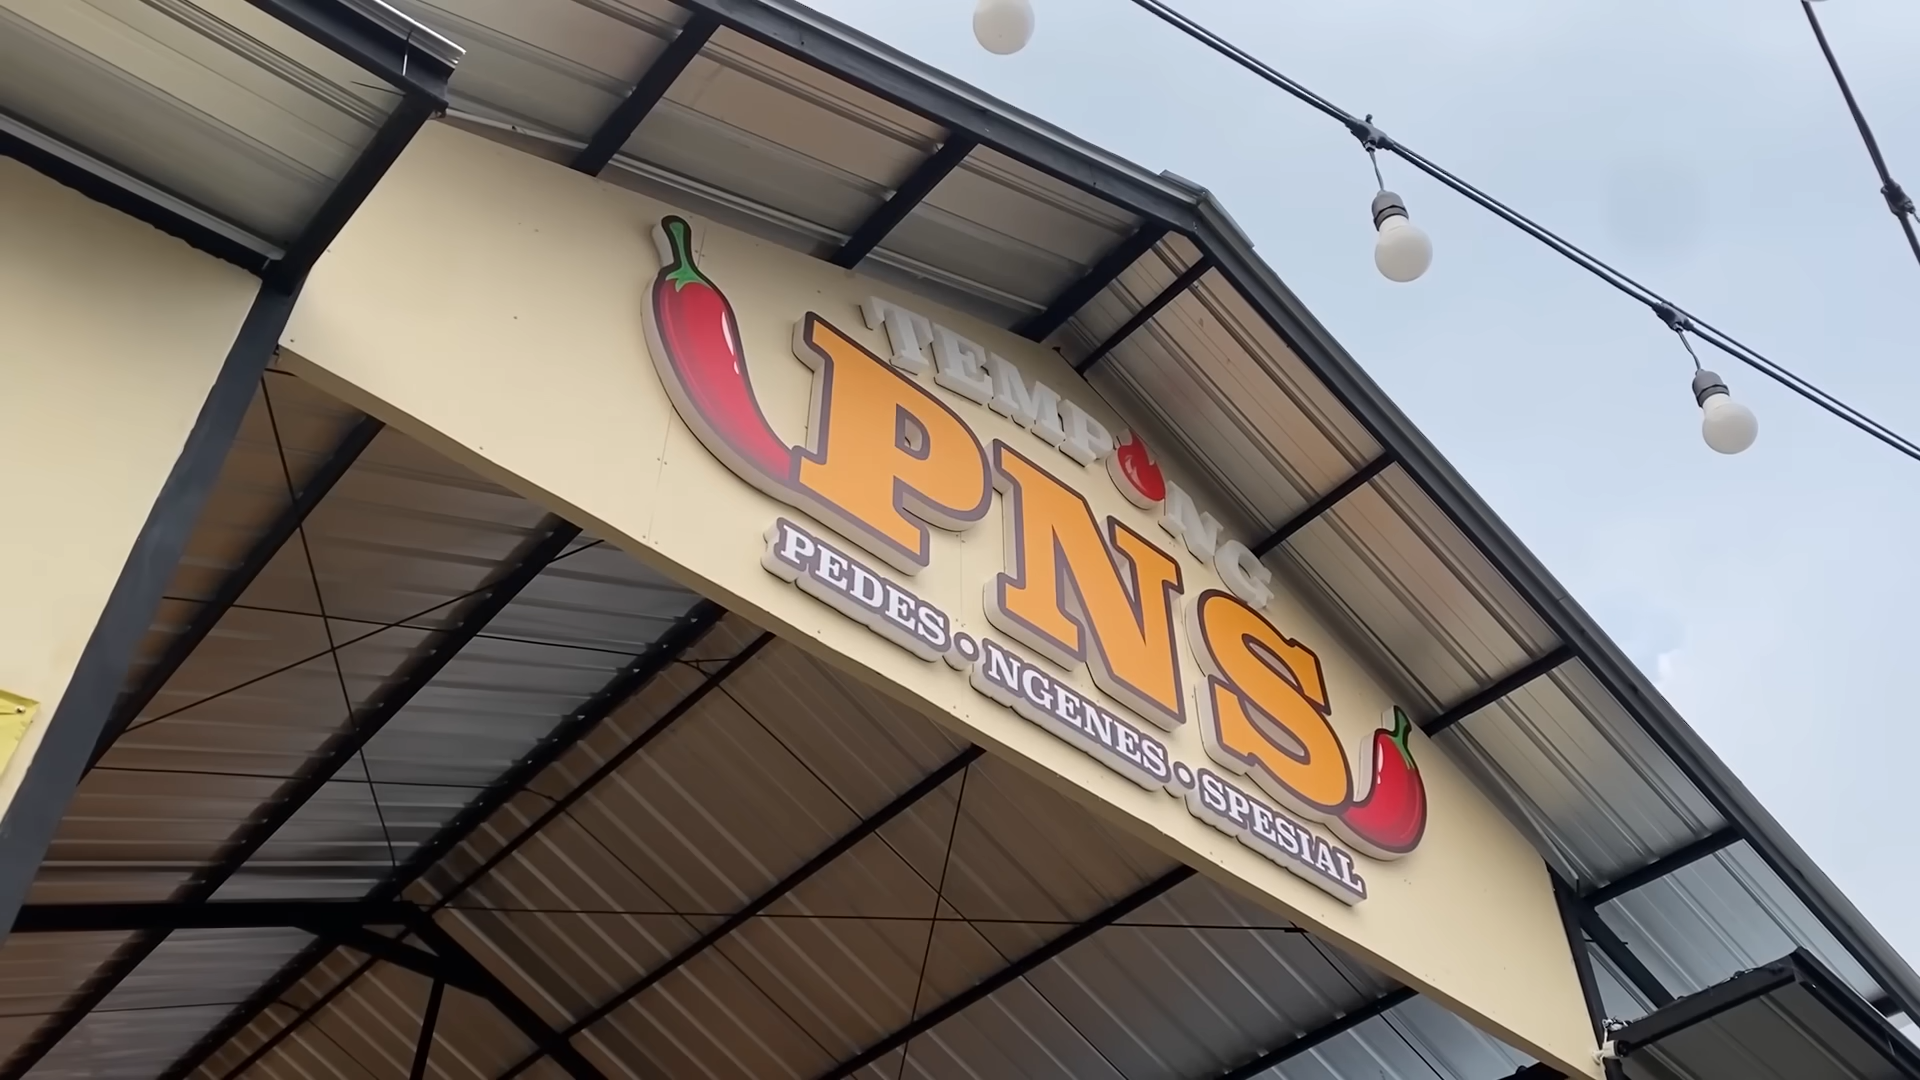 TEMPONG
PNS
PEDES • NGENES • SPESIAL